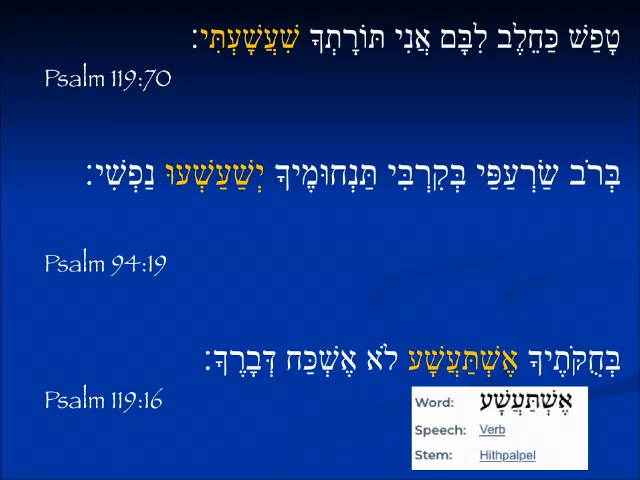 טָפַשׁ כַּחֵלֶב לִבָּם אֲנִי תּוֹרָתְךָ שִׁעֲשָׁעְתִּי׃
Psalm 119:70
בְּרֹב שַׂרְעַפַּי בְּקִרְבִּי תַּנְחוּמֶיךָ יְשַׁעַשְׁעוּ נַפְשִׁי׃
Psalm 94:19
בְּחֻקֹּתֶיךָ אֶשְׁתַּעֲשָׁע לֹא אֶשְׁכַּח דְּבָרֶךָ׃
Psalm 119:16
Word: אֶשְׁתַּעֲשָׁע
Speech: Verb
Stem: Hithpalpel